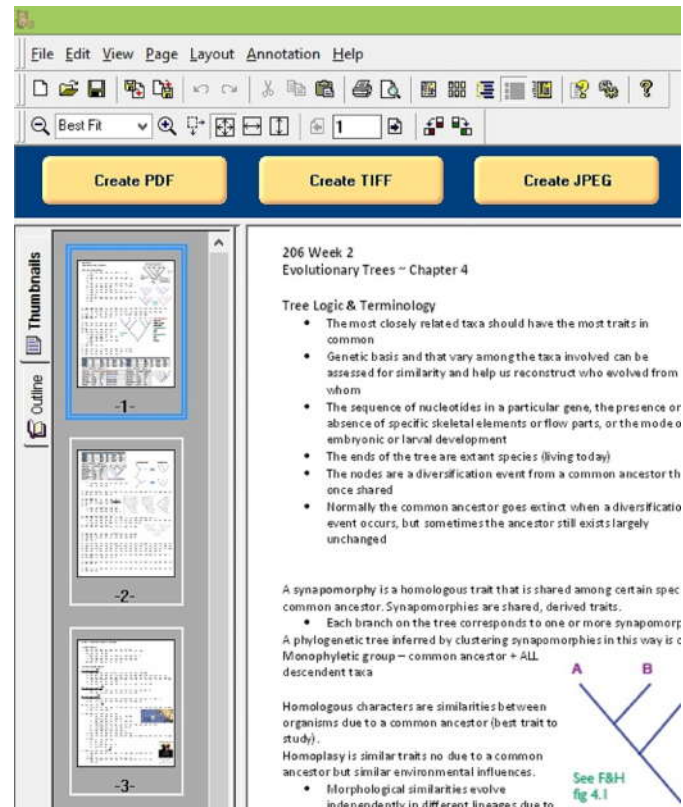 File Edit View Page Layout Annotation Help
Best Fit
1
Create PDF Create TIFF Create JPEG
Thumbnails
Outline
-1-
-2-
-3-
206 Week 2
Evolutionary Trees ~ Chapter 4
Tree Logic & Terminology
• The most closely related taxa should have the most traits in
common
• Genetic basis and that vary among the taxa involved can be
assessed for similarity and help us reconstruct who evolved from
whom
• The sequence of nucleotides in a particular gene, the presence or
absence of specific skeletal elements or flow parts, or the mode o
embryonic or larval development
• The ends of the tree are extant species (living today)
• The nodes are a diversification event from a common ancestor th
once shared
• Normally the common ancestor goes extinct when a diversificatio
event occurs, but sometimes the ancestor still exists largely
unchanged
A synapomorphy is a homologous trait that is shared among certain spec
common ancestor. Synapomorphies are shared, derived traits.
• Each branch on the tree corresponds to one or more synapomorp
A phylogenetic tree inferred by clustering synapomorphies in this way is c
Monophyletic group – common ancestor + ALL
descendent taxa
A B
Homologous characters are similarities between
organisms due to a common ancestor (best trait to
study).
Homoplasy is similar traits no due to a common
ancestor but similar environmental influences.
See F&H
fig 4.1
• Morphological similarities evolve
independently in different lineages due to